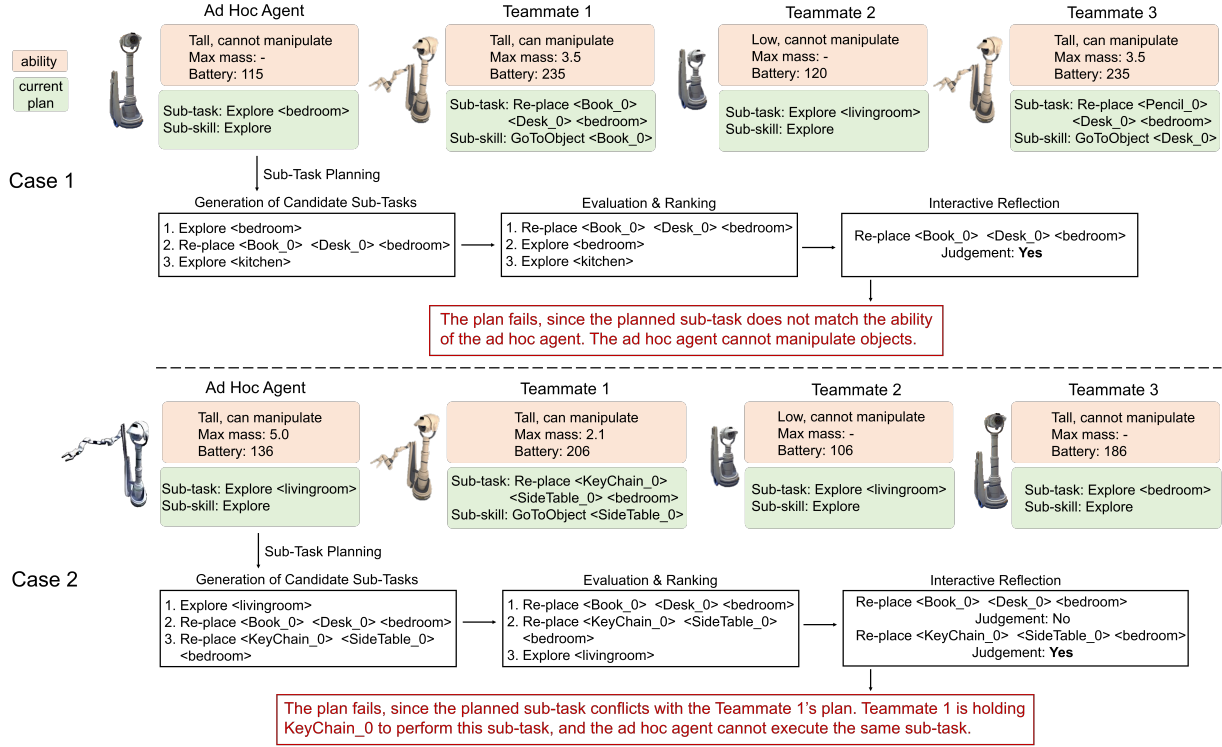 ability
current
plan
Case 1
Ad Hoc Agent
Tall, cannot manipulate
Max mass: -
Battery: 115
Sub-task: Explore <bedroom>
Sub-skill: Explore
Teammate 1
Tall, can manipulate
Max mass: 3.5
Battery: 235
Sub-task: Re-place <Book_0>
<Desk_0> <bedroom>
Sub-skill: GoToObject <Book_0>
Teammate 2
Low, cannot manipulate
Max mass: -
Battery: 120
Sub-task: Explore <livingroom>
Sub-skill: Explore
Teammate 3
Tall, can manipulate
Max mass: 3.5
Battery: 235
Sub-task: Re-place <Pencil_0>
<Desk_0> <bedroom>
Sub-skill: GoToObject <Desk_0>
Sub-Task Planning
Generation of Candidate Sub-Tasks
1. Explore <bedroom>
2. Re-place <Book_0> <Desk_0> <bedroom>
3. Explore <kitchen>
Evaluation & Ranking
1. Re-place <Book_0> <Desk_0> <bedroom>
2. Explore <bedroom>
3. Explore <kitchen>
Interactive Reflection
Re-place <Book_0> <Desk_0> <bedroom>
Judgement: Yes
The plan fails, since the planned sub-task does not match the ability
of the ad hoc agent. The ad hoc agent cannot manipulate objects.
Case 2
Ad Hoc Agent
Tall, can manipulate
Max mass: 5.0
Battery: 136
Sub-task: Explore <livingroom>
Sub-skill: Explore
Teammate 1
Tall, can manipulate
Max mass: 2.1
Battery: 206
Sub-task: Re-place <KeyChain_0>
<SideTable_0> <bedroom>
Sub-skill: GoToObject <SideTable_0>
Teammate 2
Low, cannot manipulate
Max mass: -
Battery: 106
Sub-task: Explore <livingroom>
Sub-skill: Explore
Teammate 3
Tall, cannot manipulate
Max mass: -
Battery: 186
Sub-task: Explore <bedroom>
Sub-skill: Explore
Sub-Task Planning
Generation of Candidate Sub-Tasks
1. Explore <livingroom>
2. Re-place <Book_0> <Desk_0> <bedroom>
3. Re-place <KeyChain_0> <SideTable_0>
<bedroom>
Evaluation & Ranking
1. Re-place <Book_0> <Desk_0> <bedroom>
2. Re-place <KeyChain_0> <SideTable_0>
<bedroom>
3. Explore <livingroom>
Interactive Reflection
Re-place <Book_0> <Desk_0> <bedroom>
Judgement: No
Re-place <KeyChain_0> <SideTable_0> <bedroom>
Judgement: Yes
The plan fails, since the planned sub-task conflicts with the Teammate 1's plan. Teammate 1 is holding
KeyChain_0 to perform this sub-task, and the ad hoc agent cannot execute the same sub-task.